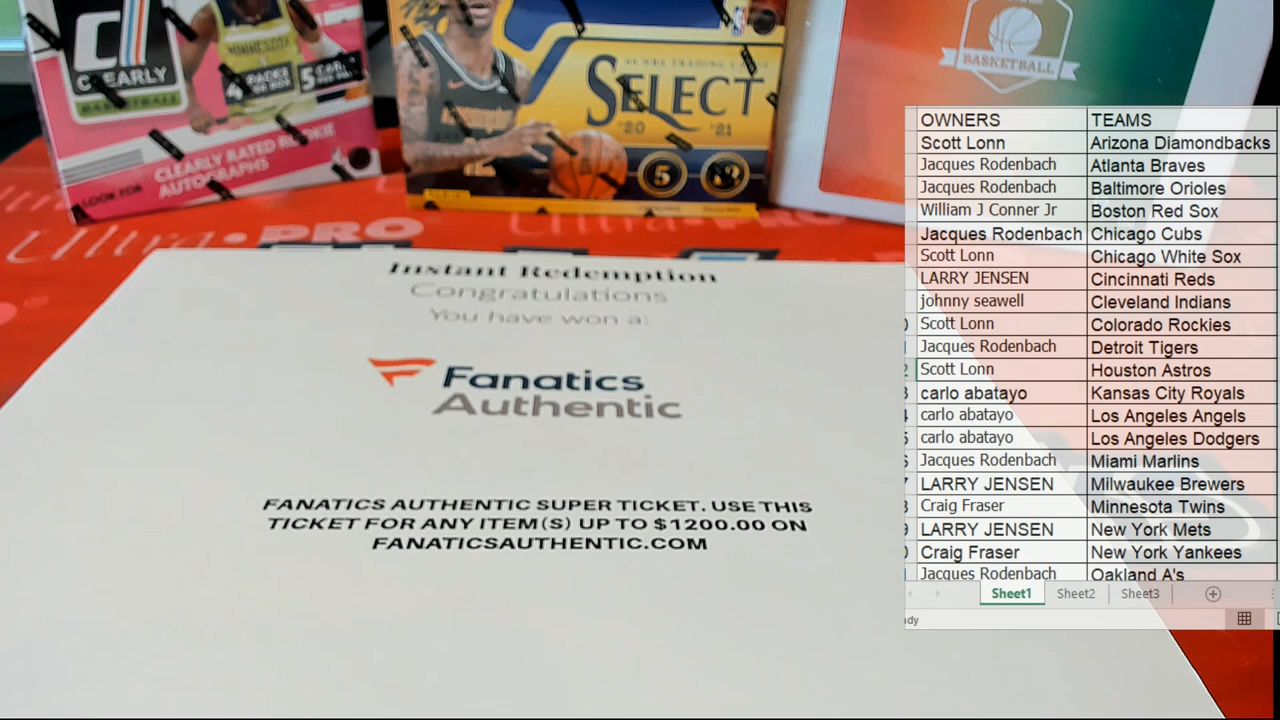 CLEARLY
BASKETBALL
MINNESOTA
CLEARLY RATED ROOKIE
AUTOGRAPHS
LOOK FOR
SELECT
'20 '21
5
BASKETBALL
Ultra PRO
Instant Redemption
Congratulations
You have won a:
Fanatics
Authentic
FANATICS AUTHENTIC SUPER TICKET. USE THIS
TICKET FOR ANY ITEM(S) UP TO $1200.00 ON
FANATICSAUTHENTIC.COM
OWNERS TEAMS
Scott Lonn Arizona Diamondbacks
Jacques Rodenbach Atlanta Braves
Jacques Rodenbach Baltimore Orioles
William J Conner Jr Boston Red Sox
Jacques Rodenbach Chicago Cubs
Scott Lonn Chicago White Sox
LARRY JENSEN Cincinnati Reds
johnny seawell Cleveland Indians
Scott Lonn Colorado Rockies
Jacques Rodenbach Detroit Tigers
Scott Lonn Houston Astros
carlo abatayo Kansas City Royals
carlo abatayo Los Angeles Angels
carlo abatayo Los Angeles Dodgers
Jacques Rodenbach Miami Marlins
LARRY JENSEN Milwaukee Brewers
Craig Fraser Minnesota Twins
LARRY JENSEN New York Mets
Craig Fraser New York Yankees
Jacques Rodenbach Oakland A's
Sheet1 Sheet2 Sheet3